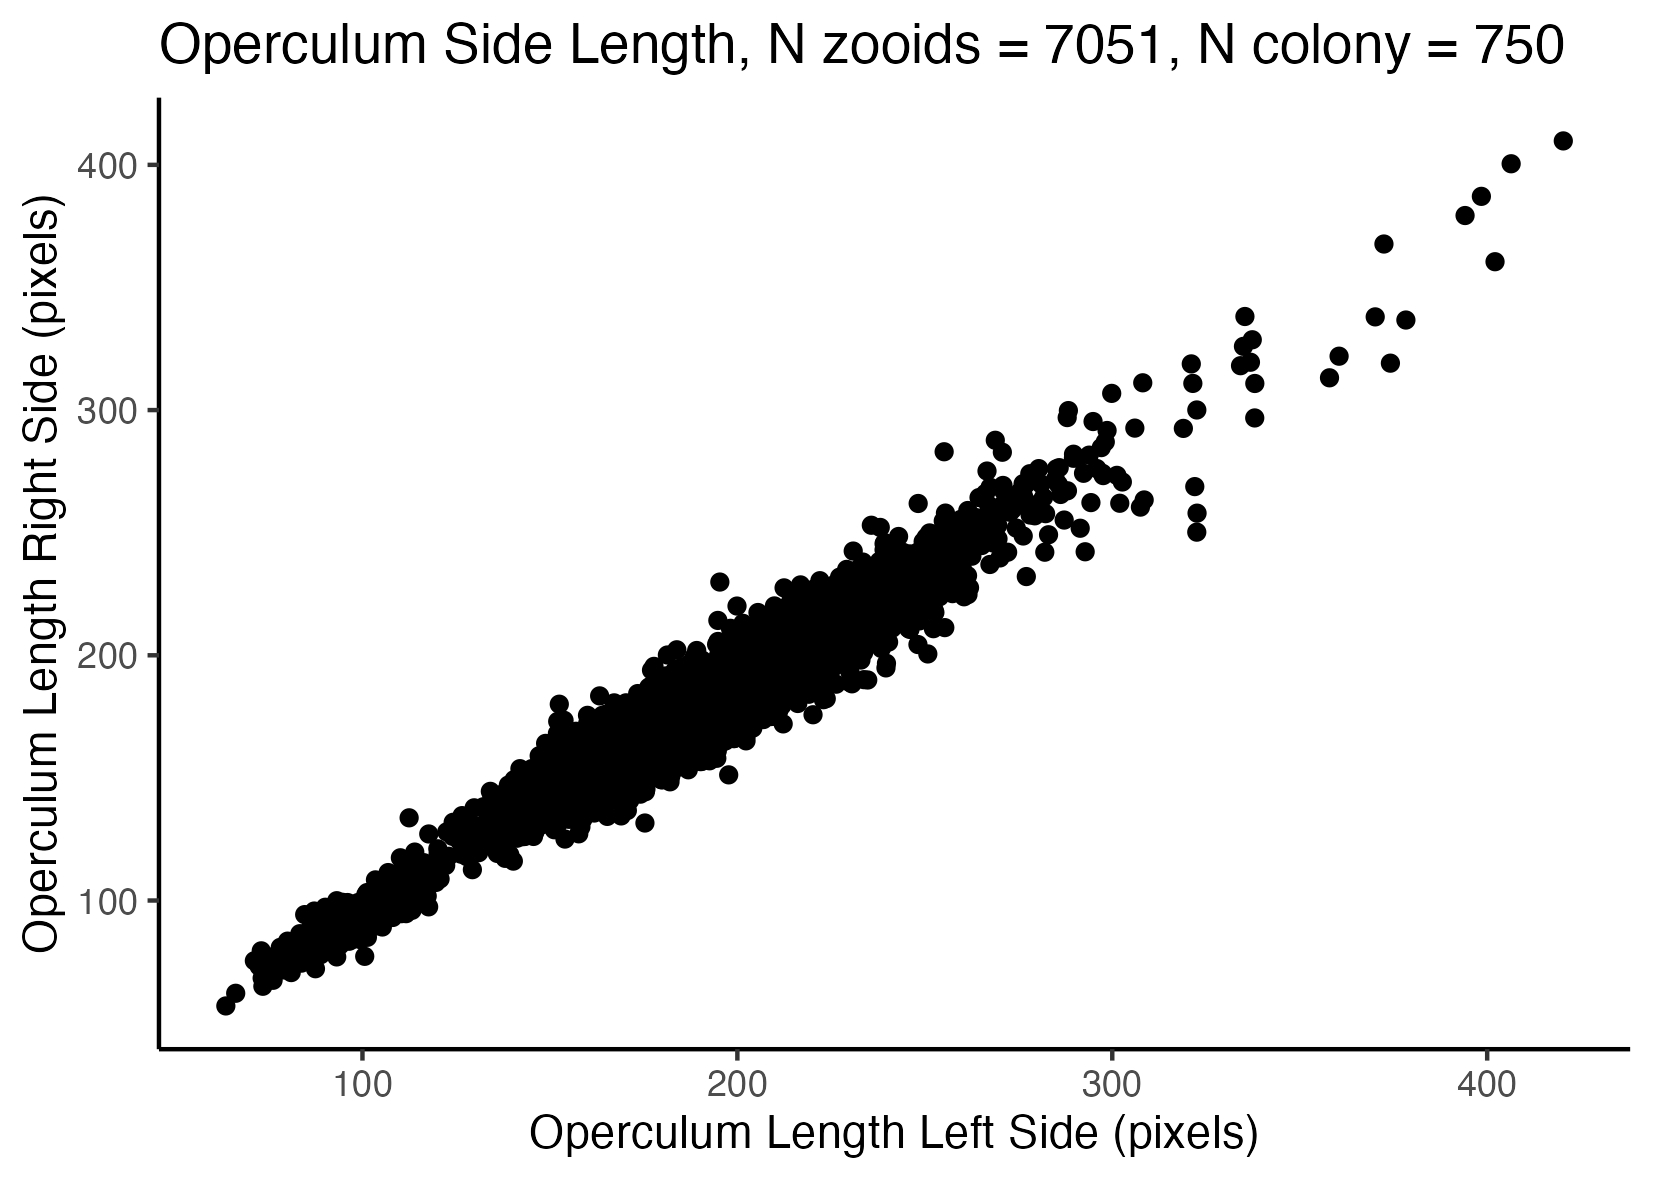 Operculum Side Length, N zooids = 7051, N colony = 750
Operculum Length Right Side (pixels)
400
300
200
100
100 200 300 400
Operculum Length Left Side (pixels)